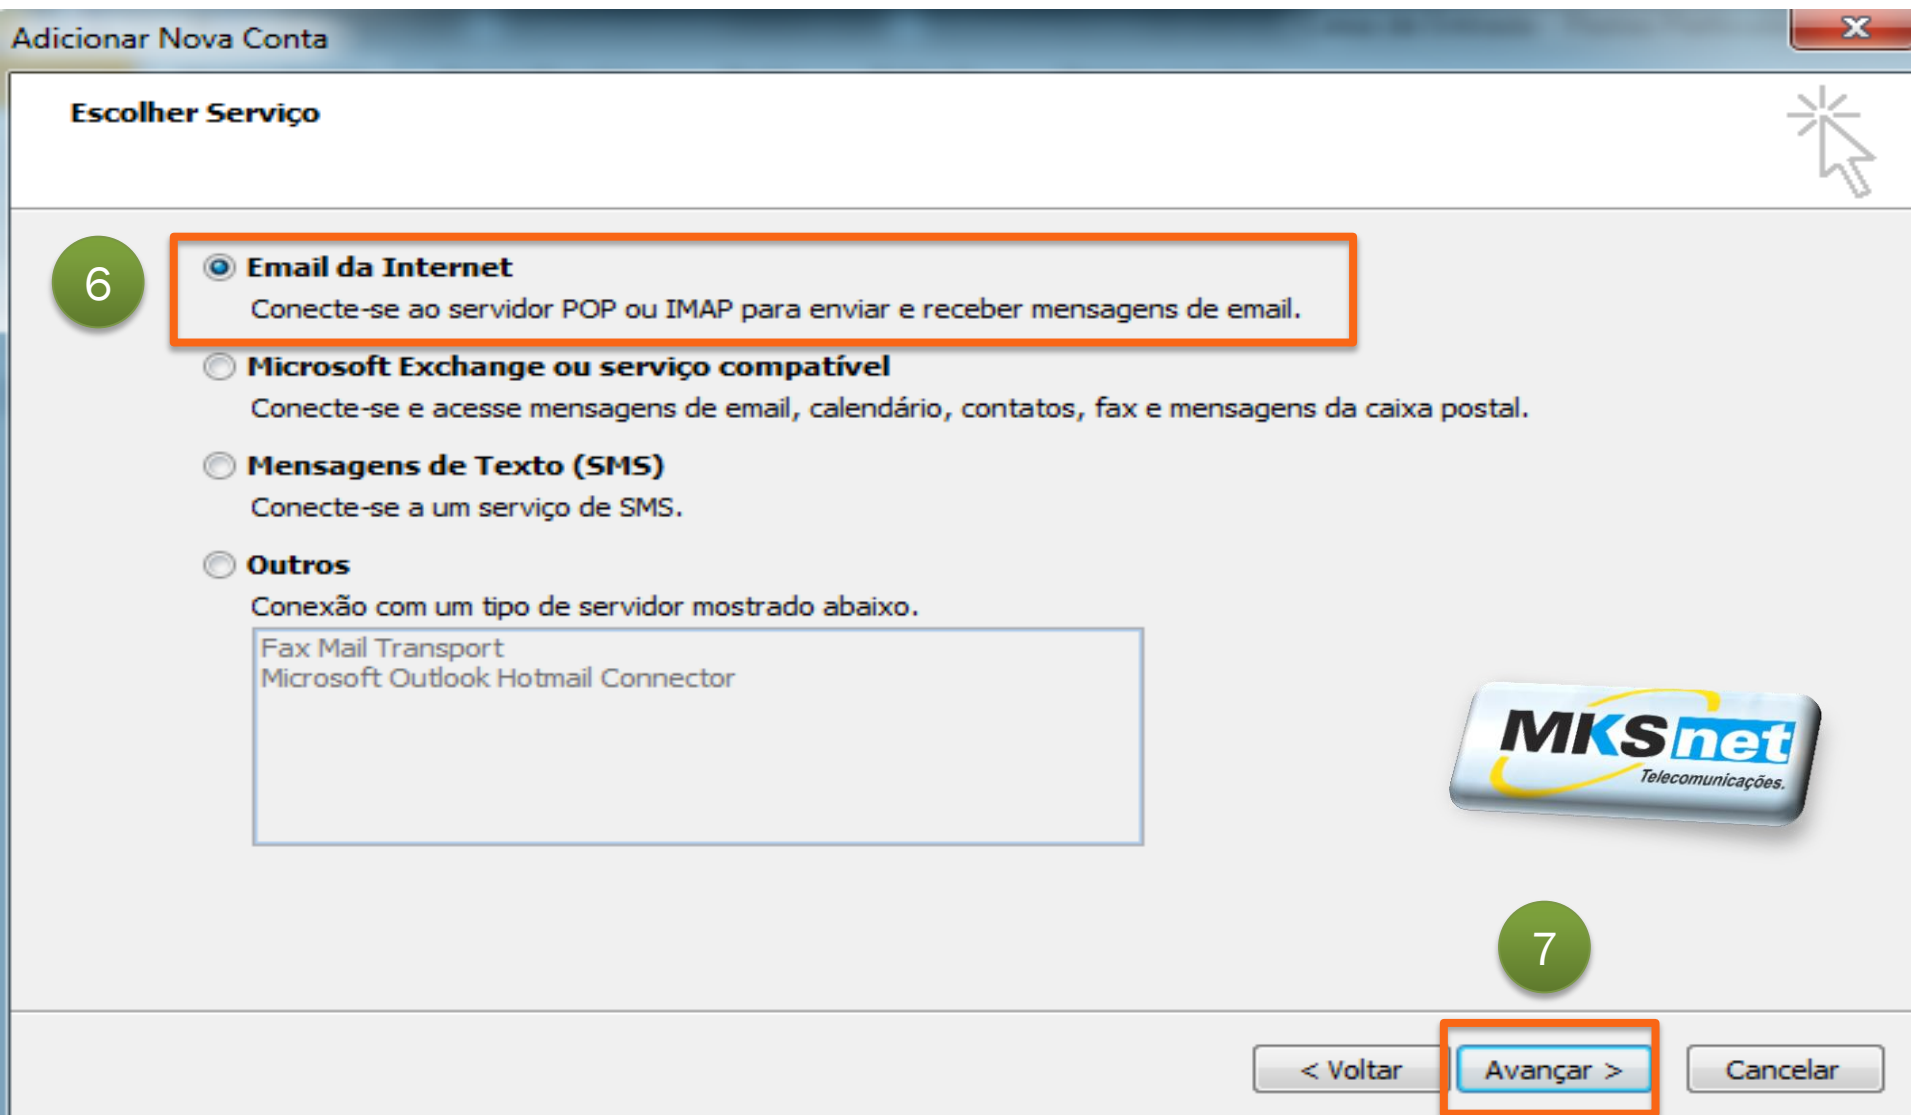 Adicionar Nova Conta
X
Escolher Serviço
6
Email da Internet
Conecte-se ao servidor POP ou IMAP para enviar e receber mensagens de email.
Microsoft Exchange ou serviço compatível
Conecte-se e acesse mensagens de email, calendário, contatos, fax e mensagens da caixa postal.
Mensagens de Texto (SMS)
Conecte-se a um serviço de SMS.
Outros
Conexão com um tipo de servidor mostrado abaixo.
Fax Mail Transport
Microsoft Outlook Hotmail Connector
MKSnet
Telecomunicações.
7
< Voltar
Avançar >
Cancelar